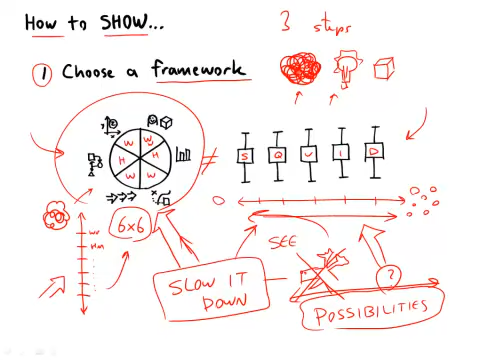 How to SHOW...
3 steps
1 Choose a framework
W W
H H
W W
S Q U I D
6x6
SEE
SLOW IT
DOWN
?
POSSIBILITIES